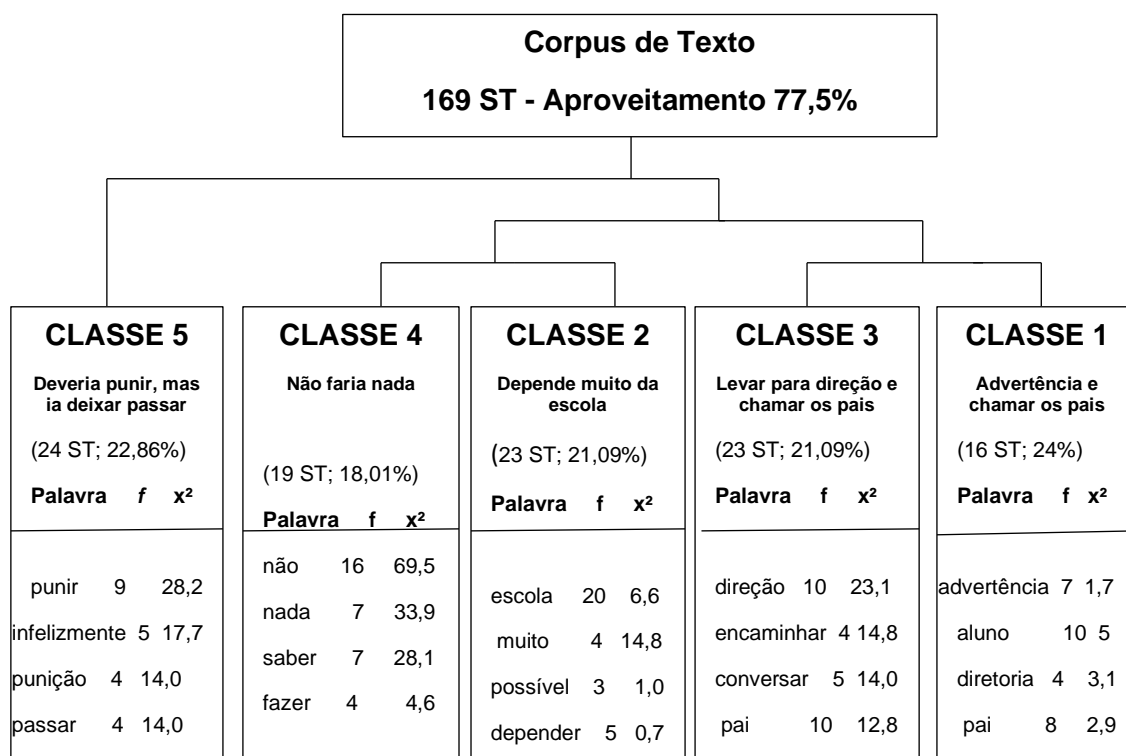 Corpus de Texto
169 ST - Aproveitamento 77,5%
CLASSE 5
Deveria punir, mas
ia deixar passar
(24 ST; 22,86%)
Palavra f x²
punir 9 28,2
infelizmente 5 17,7
punição 4 14,0
passar 4 14,0
CLASSE 4
Não faria nada
(19 ST; 18,01%)
Palavra f x²
não 16 69,5
nada 7 33,9
saber 7 28,1
fazer 4 4,6
CLASSE 2
Depende muito da
escola
(23 ST; 21,09%)
Palavra f x²
escola 20 6,6
muito 4 14,8
possível 3 1,0
depender 5 0,7
CLASSE 3
Levar para direção e
chamar os pais
(23 ST; 21,09%)
Palavra f x²
direção 10 23,1
encaminhar 4 14,8
conversar 5 14,0
pai 10 12,8
CLASSE 1
Advertência e
chamar os pais
(16 ST; 24%)
Palavra f x²
advertência 7 1,7
aluno 10 5
diretoria 4 3,1
pai 8 2,9